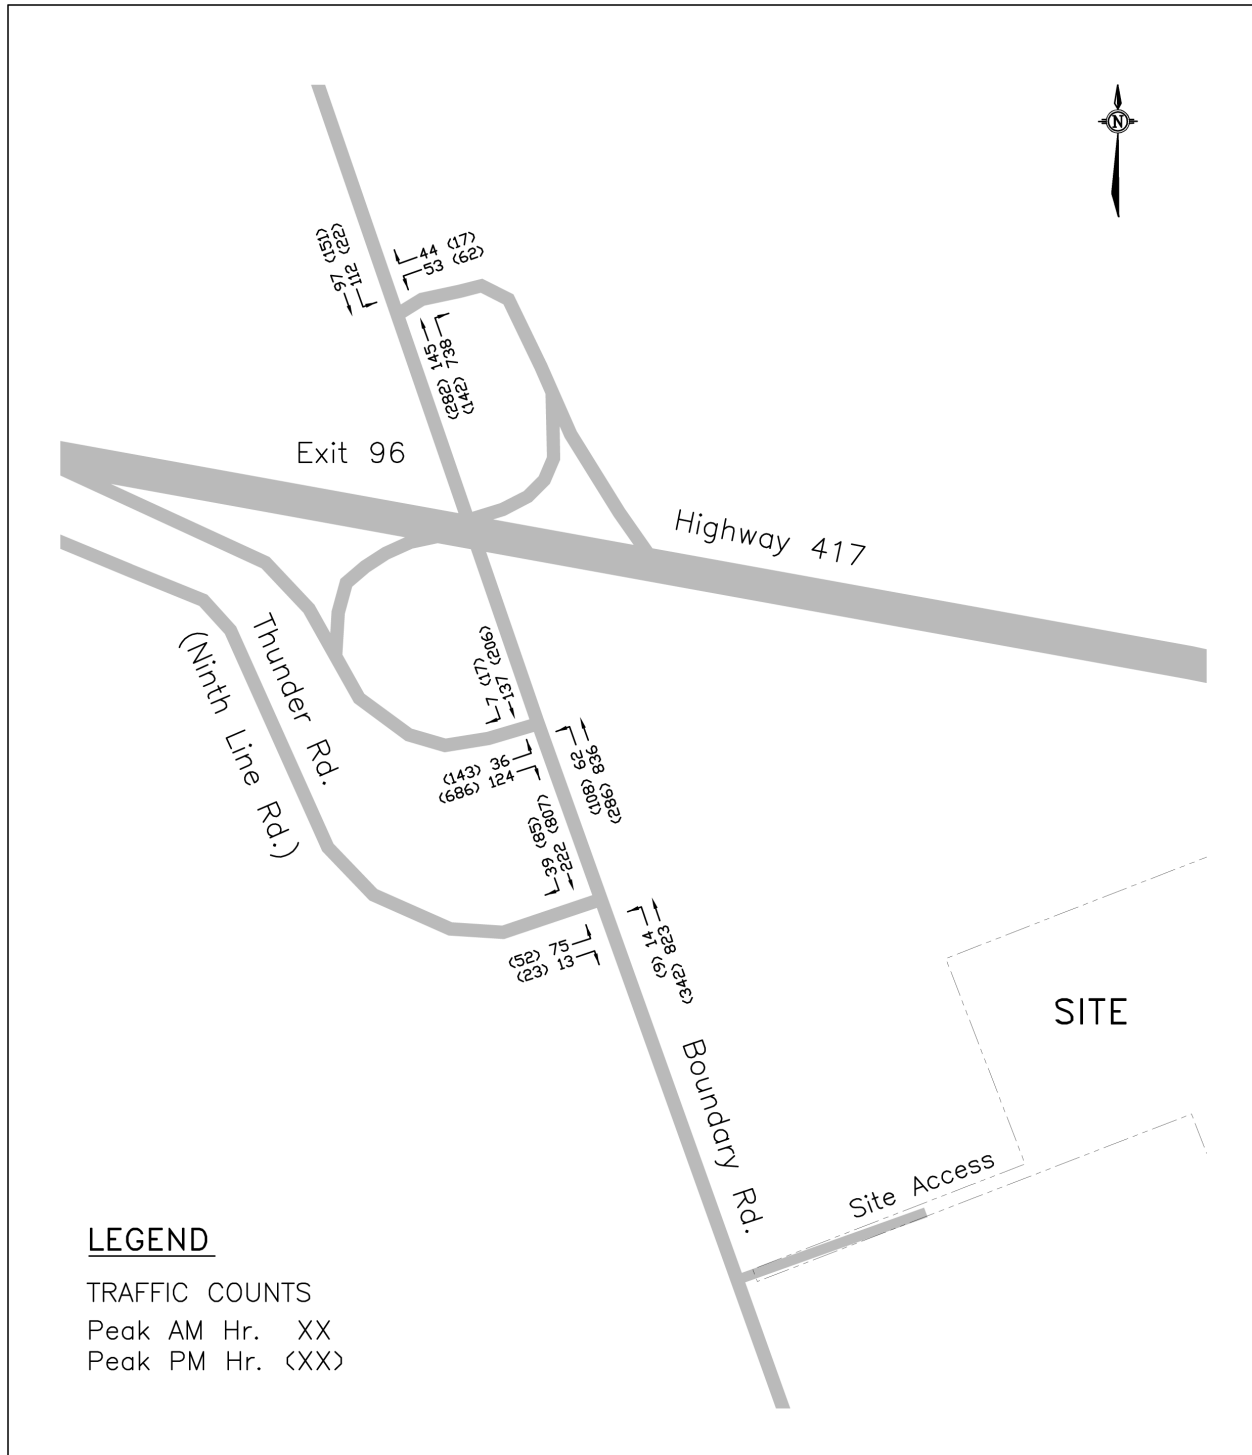 N
97 (151)
112 (22)
44 (17)
53 (62)
(282) 145
(142) 738
Exit 96
Highway 417
Thunder Rd.
(Ninth Line Rd.)
7 (17)
137 (206)
(143) 36
(686) 124
(108) 62
(286) 836
39 (85)
222 (807)
(52) 75
(23) 13
(9) 14
(342) 823
SITE
Boundary Rd.
Site Access
LEGEND
TRAFFIC COUNTS
Peak AM Hr. XX
Peak PM Hr. (XX)